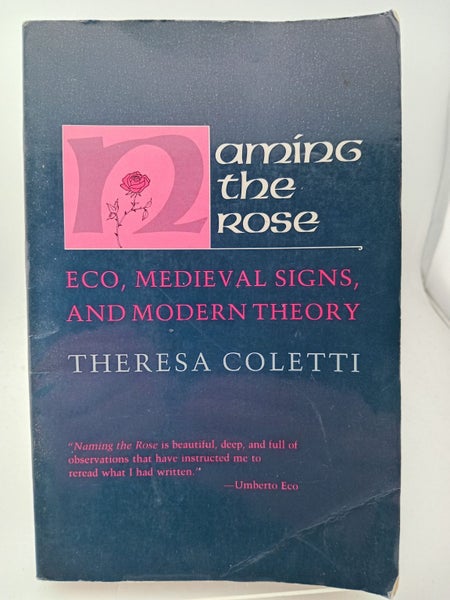 naming
the
rose
ECO, MEDIEVAL SIGNS,
AND MODERN THEORY
THERESA COLETTI
"Naming the Rose is beautiful, deep, and full of
observations that have instructed me to
reread what I had written."
—Umberto Eco